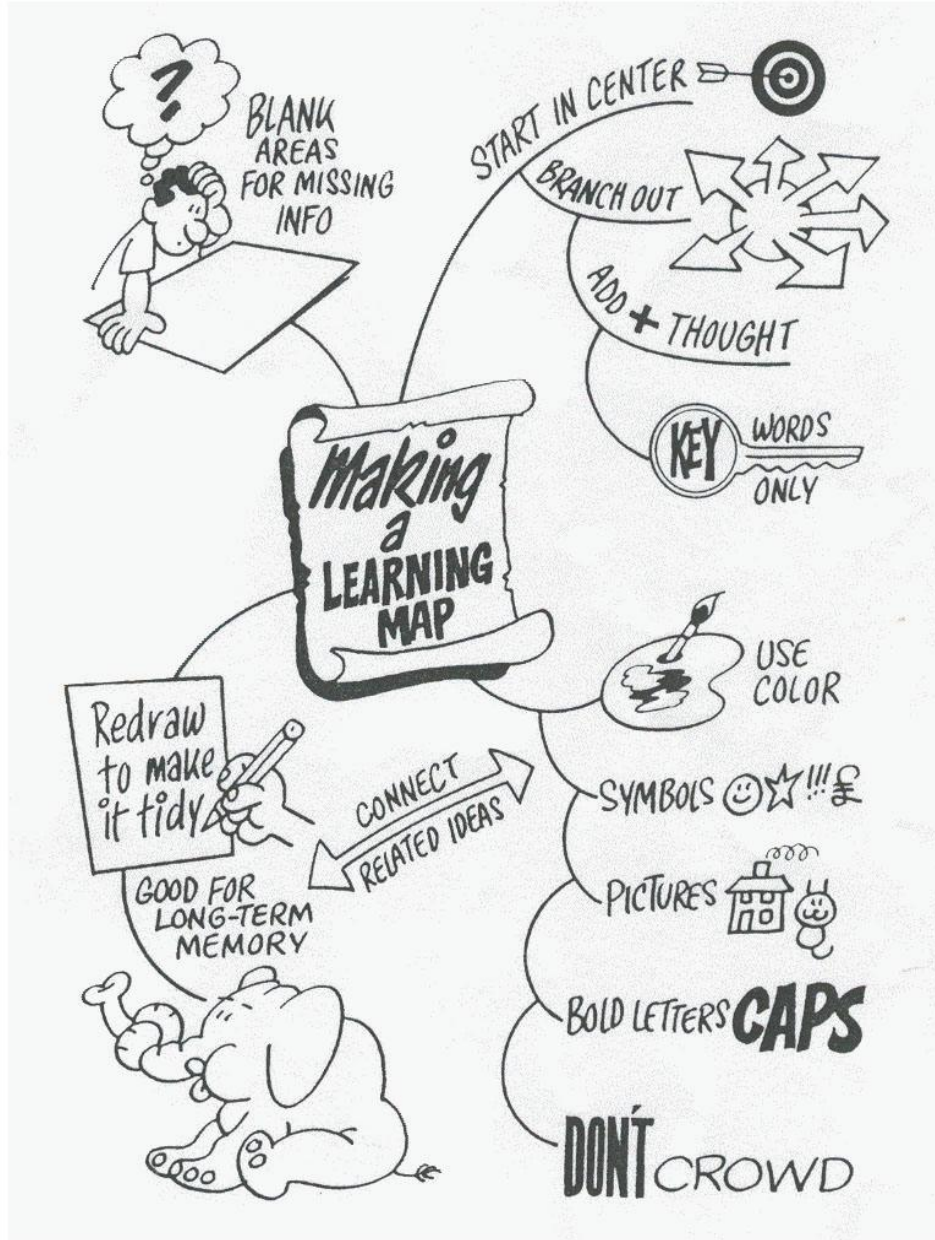 Making
a
LEARNING
MAP
START IN CENTER
BRANCH OUT
ADD + THOUGHT
KEY WORDS
ONLY
USE
COLOR
SYMBOLS !!! £
PICTURES
BOLD LETTERS CAPS
DON'T CROWD
CONNECT
RELATED IDEAS
Redraw
to make
it tidy
GOOD FOR
LONG-TERM
MEMORY
?
BLANK
AREAS
FOR MISSING
INFO